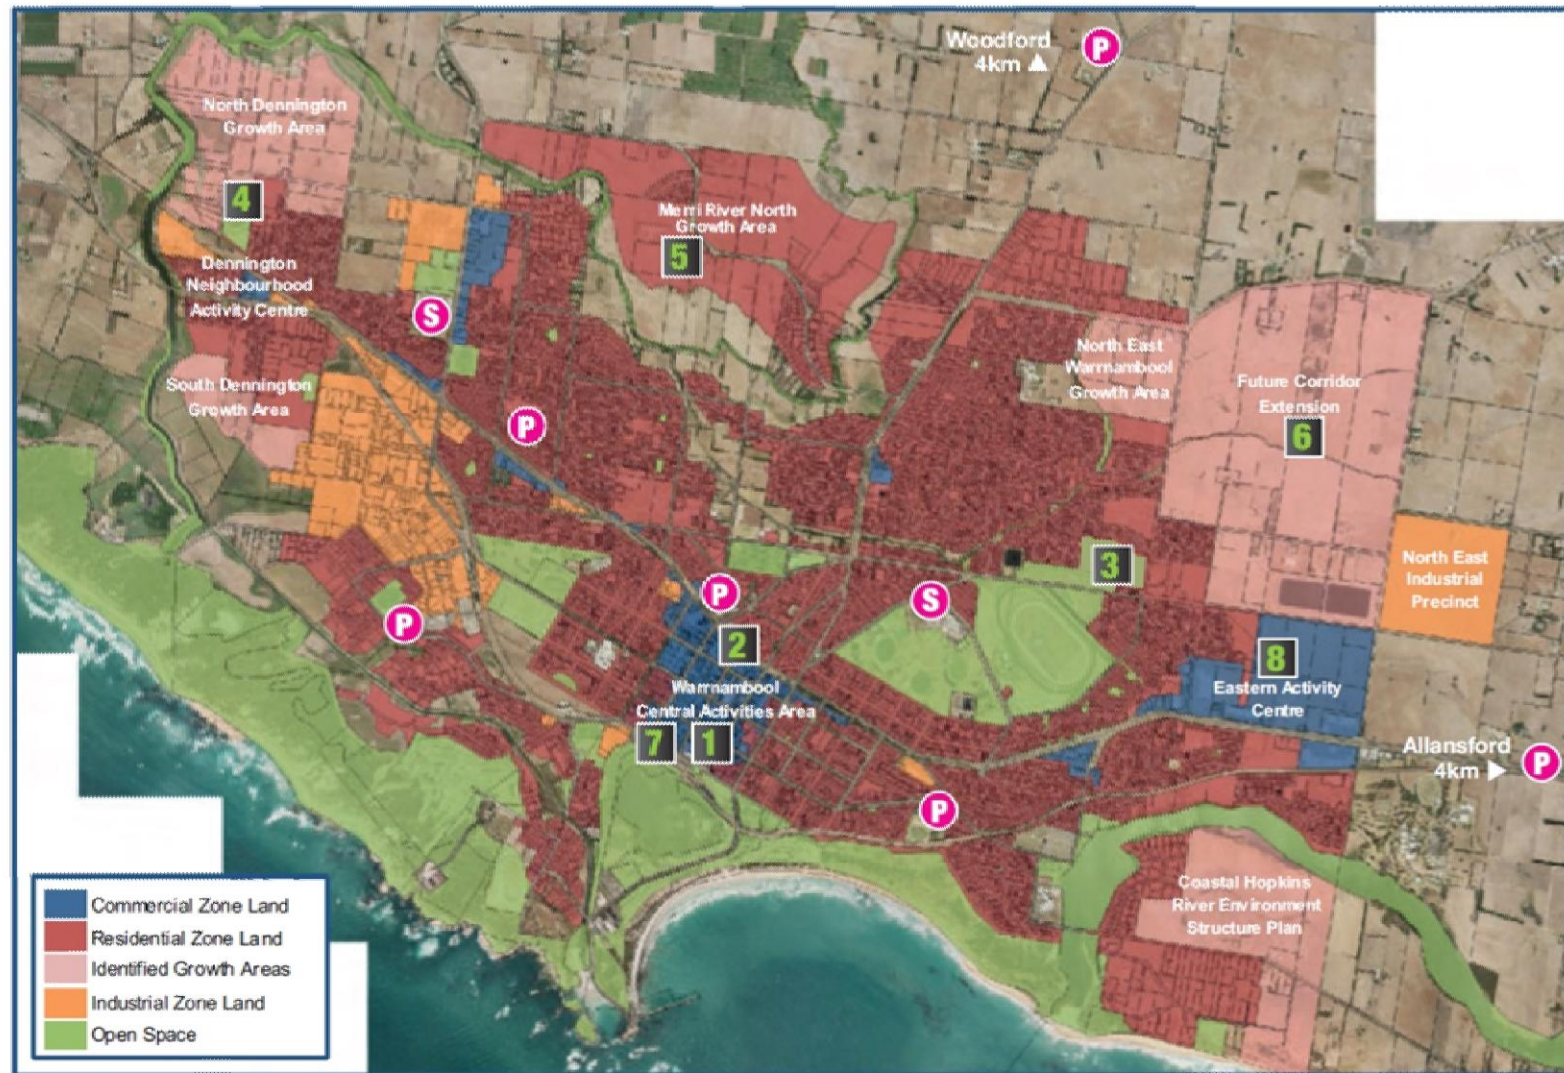 Woodford
4km ▲
P
North Dennington
Growth Area
4
Merri River North
Growth Area
5
Dennington
Neighbourhood
Activity Centre
S
North East
Warrnambool
Growth Area
Future Corridor
Extension
6
South Dennington
Growth Area
P
North East
Industrial
Precinct
3
P
S
P
2
8
Warrnambool
Central Activities Area
Eastern Activity
Centre
7
1
Allansford
4km ▶
P
P
Coastal Hopkins
River Environment
Structure Plan
Commercial Zone Land
Residential Zone Land
Identified Growth Areas
Industrial Zone Land
Open Space